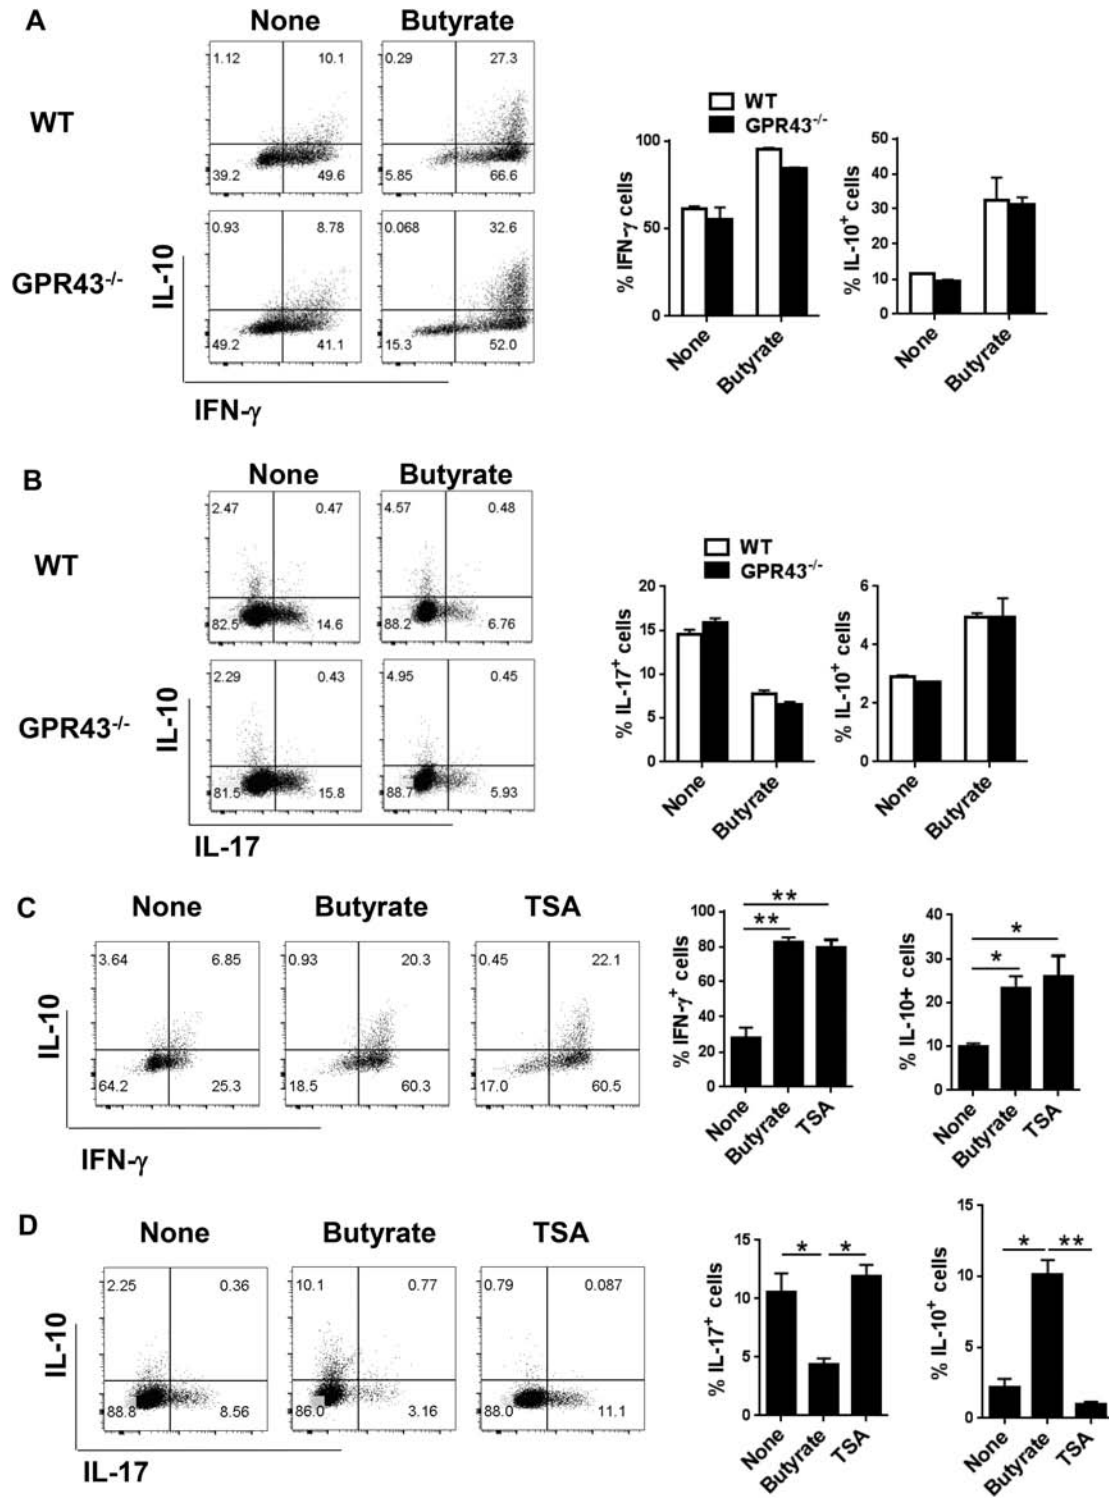 A
None
Butyrate
WT
1.12
10.1
39.2
49.6
0.29
27.3
5.85
66.6
GPR43-/-
0.93
8.78
49.2
41.1
0.068
32.6
15.3
52.0
IL-10
IFN-γ
WT
GPR43-/-
% IFN-γ cells
100
50
0
None
Butyrate
% IL-10+ cells
50
40
30
20
10
0
None
Butyrate
B
None
Butyrate
WT
2.47
0.47
82.5
14.6
4.57
0.48
88.2
6.76
GPR43-/-
2.29
0.43
81.5
15.8
4.95
0.45
88.7
5.93
IL-10
IL-17
WT
GPR43-/-
% IL-17+ cells
20
15
10
5
0
None
Butyrate
% IL-10+ cells
6
4
2
0
None
Butyrate
C
None
Butyrate
TSA
3.64
6.85
64.2
25.3
0.93
20.3
18.5
60.3
0.45
22.1
17.0
60.5
IL-10
IFN-γ
% IFN-γ+ cells
100
80
60
40
20
0
**
**
None
Butyrate
TSA
% IL-10+ cells
40
30
20
10
0
*
*
None
Butyrate
TSA
D
None
Butyrate
TSA
2.25
0.36
88.8
8.56
10.1
0.77
86.0
3.16
0.79
0.087
88.0
11.1
IL-10
IL-17
% IL-17+ cells
15
10
5
0
*
*
None
Butyrate
TSA
% IL-10+ cells
15
10
5
0
*
**
None
Butyrate
TSA